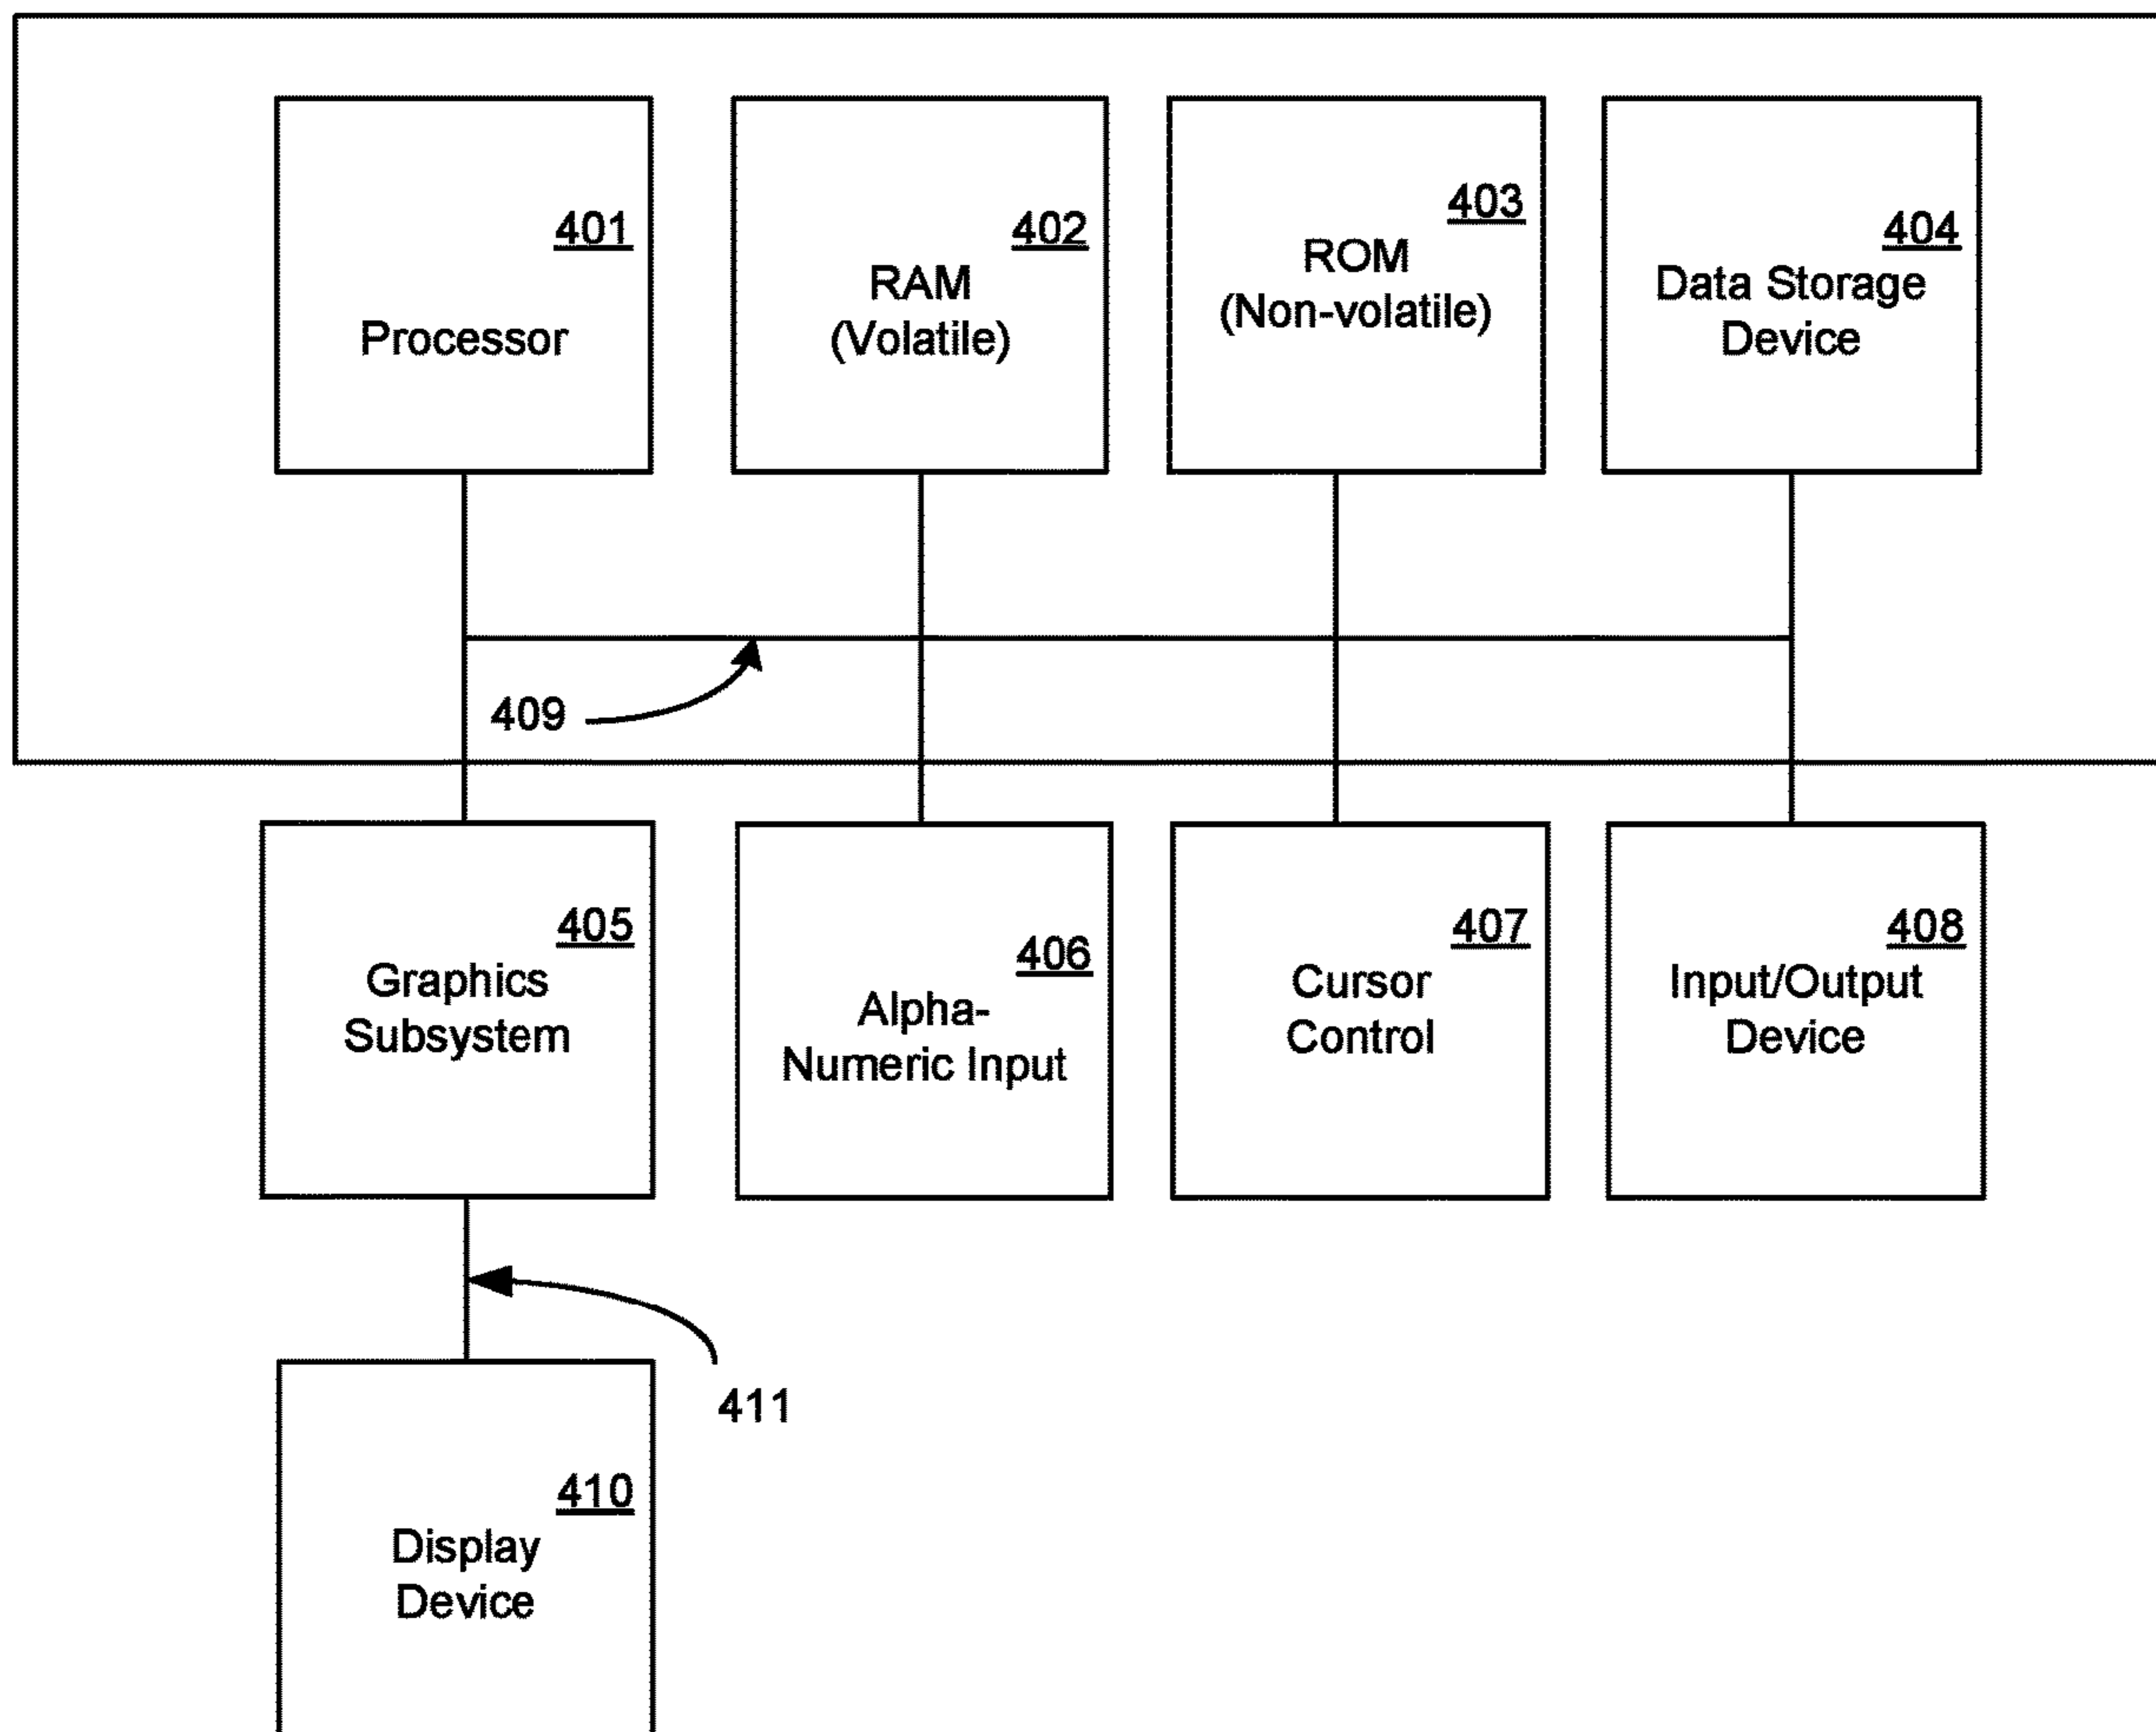 401
Processor
402
RAM
(Volatile)
403
ROM
(Non-volatile)
404
Data Storage
Device
409
405
Graphics
Subsystem
406
Alpha-
Numeric Input
407
Cursor
Control
408
Input/Output
Device
411
410
Display
Device